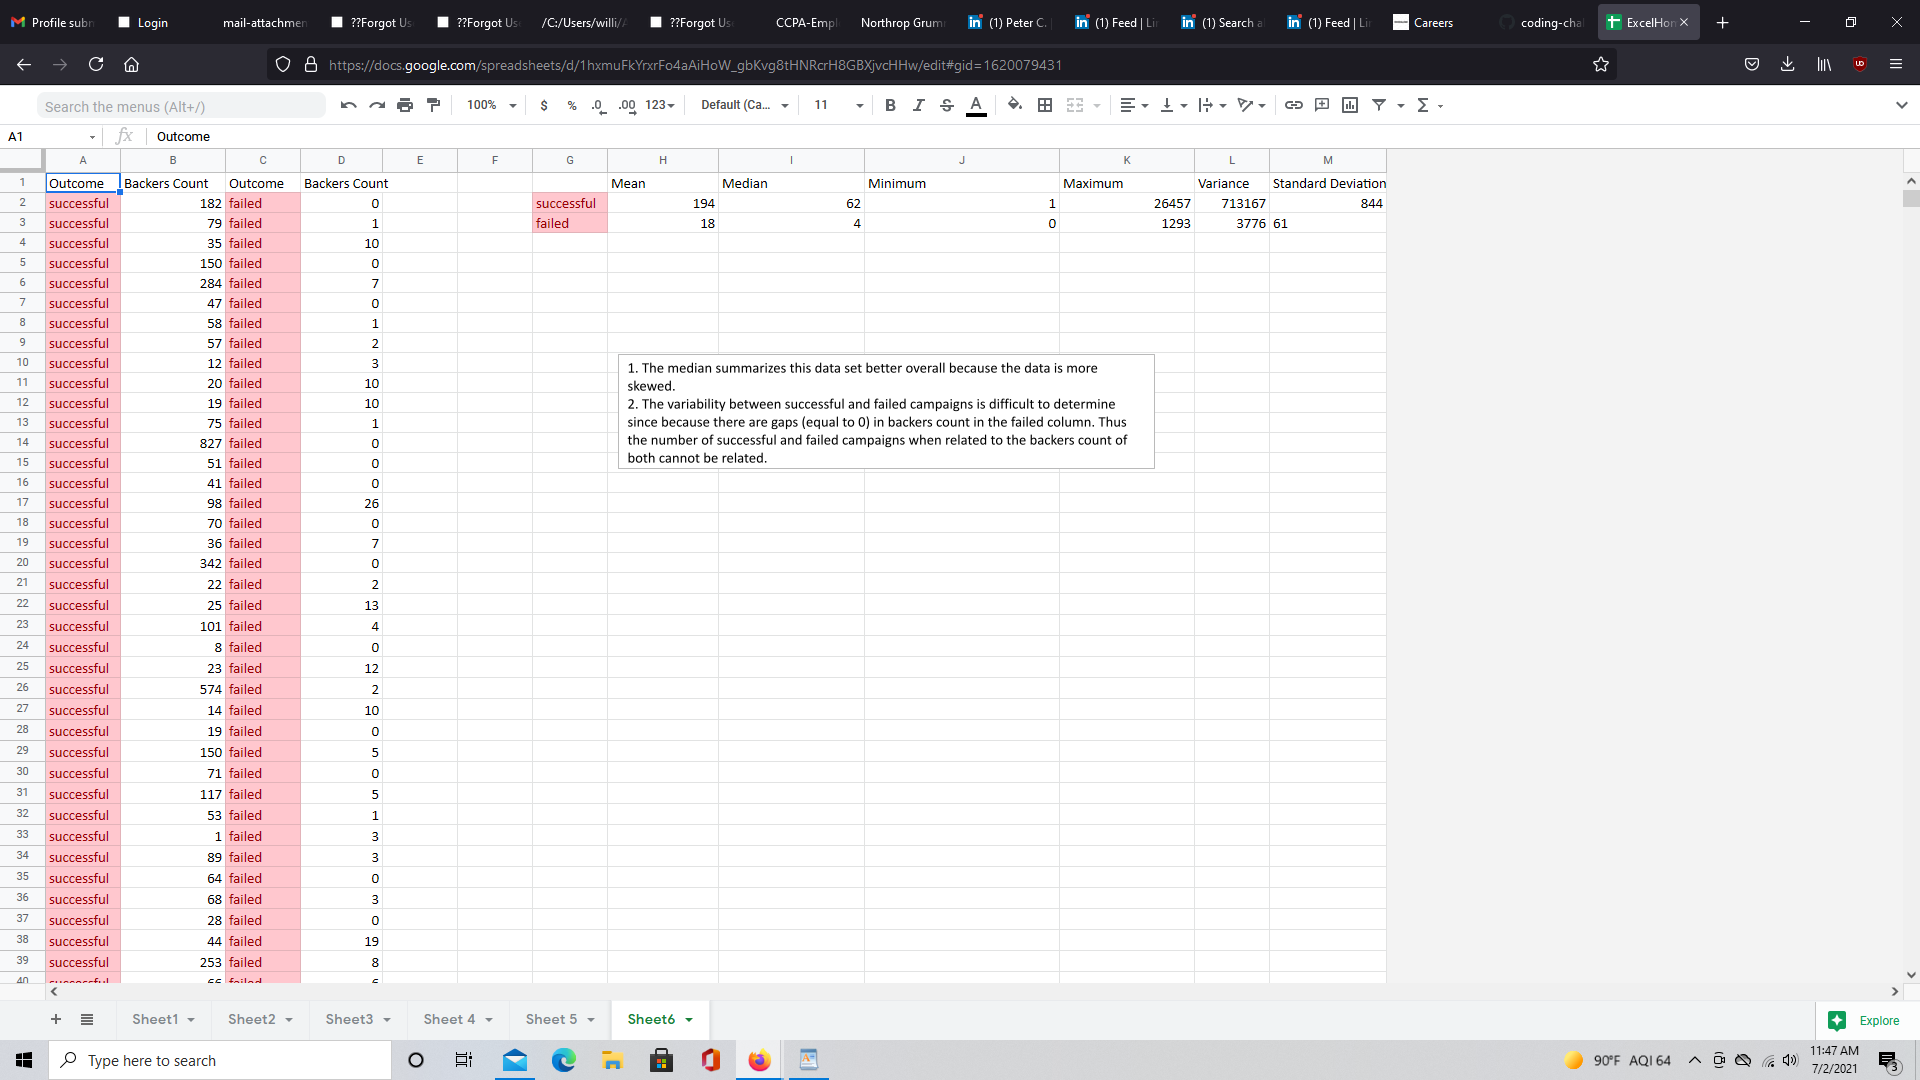 Profile subm
Login
mail-attachmen
??Forgot Us
??Forgot Us
/C:/Users/willi/A
??Forgot Us
CCPA-Empl
Northrop Grum
(1) Peter C.
(1) Feed | Li
(1) Search a
(1) Feed | Li
Careers
coding-cha
ExcelHom
https://docs.google.com/spreadsheets/d/1hxmuFkYrxrFo4aAiHoW_gbKvg8tHNRcrH8GBXjvcHHw/edit#gid=1620079431
Search the menus (Alt+/) 100% $ % .0 .00 123 Default (Ca... 11 B I S A Σ
A1 fx Outcome
A B C D E F G H I J K L M
1 Outcome Backers Count Outcome Backers Count Mean Median Minimum Maximum Variance Standard Deviation
2 successful 182 failed 0 successful 194 62 1 26457 713167 844
3 successful 79 failed 1 failed 18 4 0 1293 3776 61
4 successful 35 failed 10
5 successful 150 failed 0
6 successful 284 failed 7
7 successful 47 failed 0
8 successful 58 failed 1
9 successful 57 failed 2
10 successful 12 failed 3
11 successful 20 failed 10
12 successful 19 failed 10
13 successful 75 failed 1
14 successful 827 failed 0
15 successful 51 failed 0
16 successful 41 failed 0
17 successful 98 failed 26
18 successful 70 failed 0
19 successful 36 failed 7
20 successful 342 failed 0
21 successful 22 failed 2
22 successful 25 failed 13
23 successful 101 failed 4
24 successful 8 failed 0
25 successful 23 failed 12
26 successful 574 failed 2
27 successful 14 failed 10
28 successful 19 failed 0
29 successful 150 failed 5
30 successful 71 failed 0
31 successful 117 failed 5
32 successful 53 failed 1
33 successful 1 failed 3
34 successful 89 failed 3
35 successful 64 failed 0
36 successful 68 failed 3
37 successful 28 failed 0
38 successful 44 failed 19
39 successful 253 failed 8
40 successful 66 failed 6
1. The median summarizes this data set better overall because the data is more
skewed.
2. The variability between successful and failed campaigns is difficult to determine
since because there are gaps (equal to 0) in backers count in the failed column. Thus
the number of successful and failed campaigns when related to the backers count of
both cannot be related.
Sheet1 Sheet2 Sheet3 Sheet 4 Sheet 5 Sheet6 Explore
Type here to search
90°F AQI 64
11:47 AM
7/2/2021
3